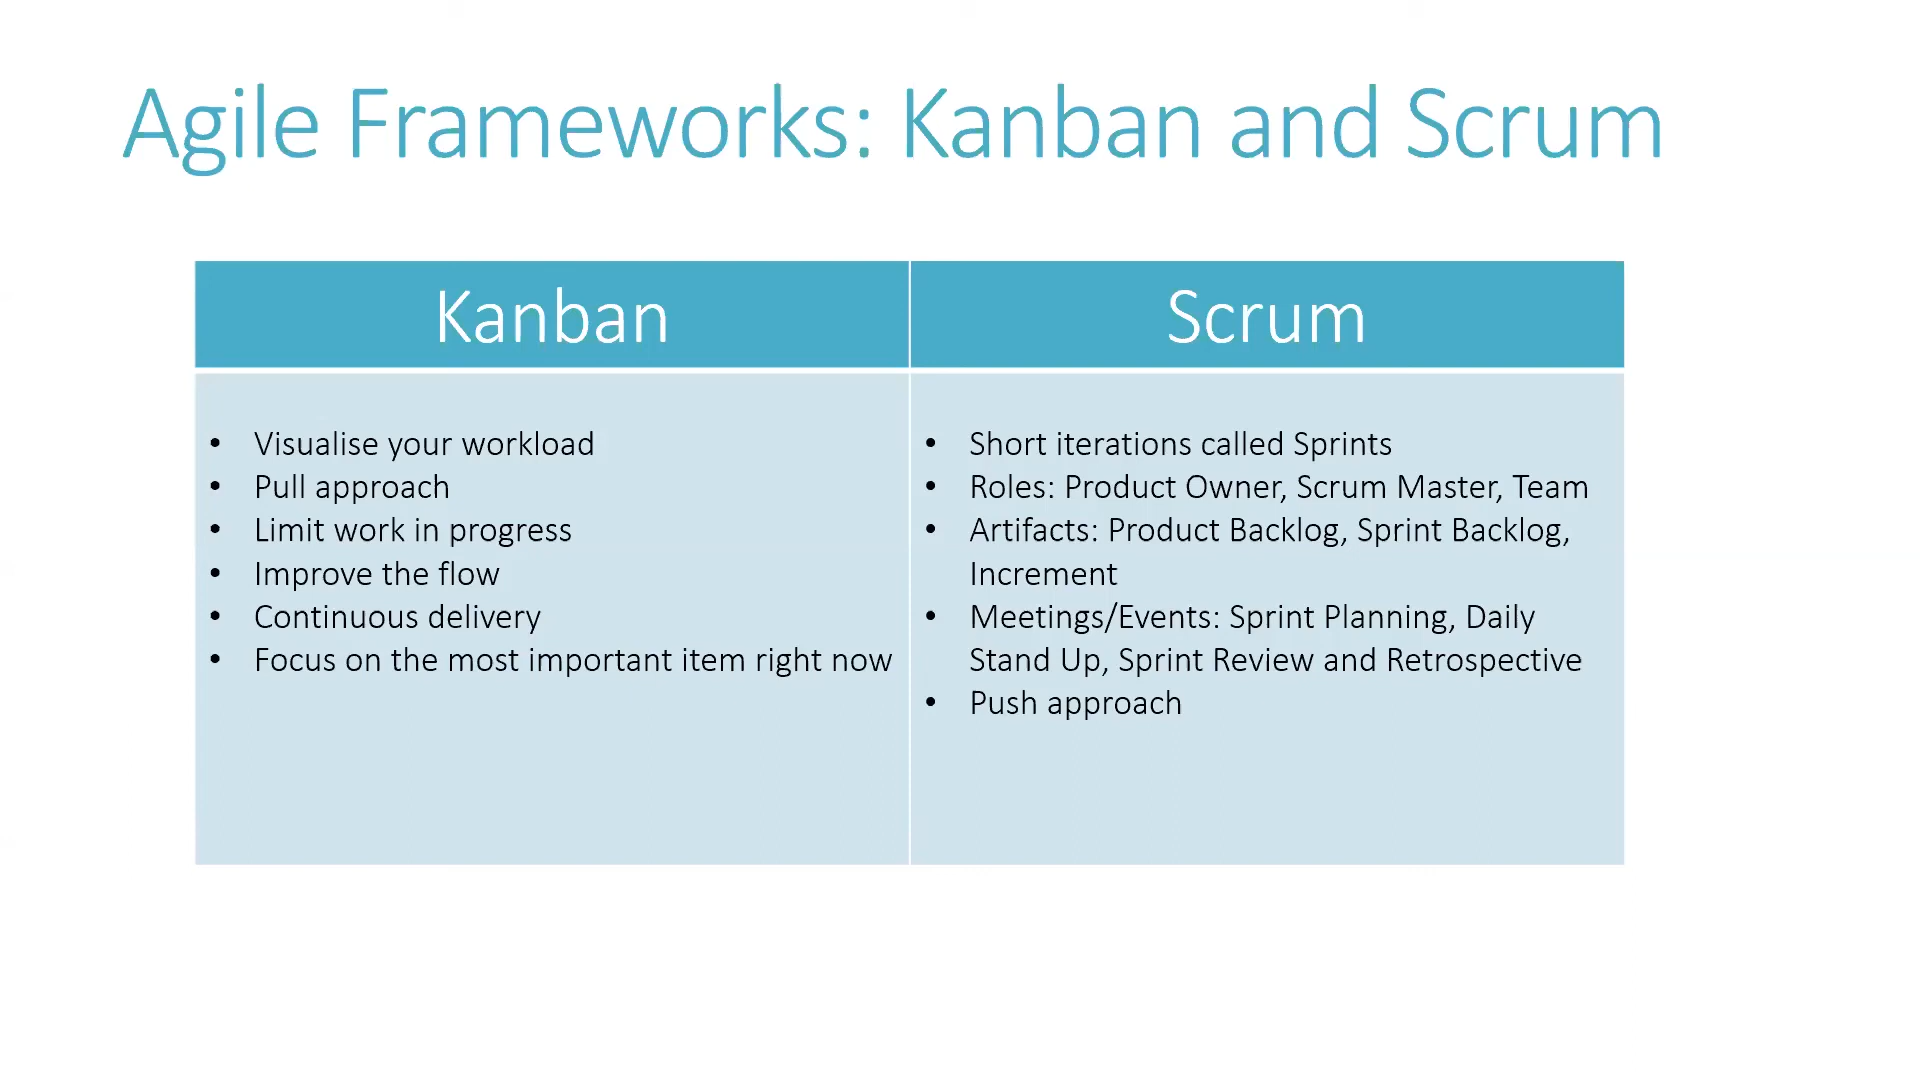 Agile Frameworks: Kanban and Scrum
Kanban
• Visualise your workload
• Pull approach
• Limit work in progress
• Improve the flow
• Continuous delivery
• Focus on the most important item right now
Scrum
• Short iterations called Sprints
• Roles: Product Owner, Scrum Master, Team
• Artifacts: Product Backlog, Sprint Backlog,
Increment
• Meetings/Events: Sprint Planning, Daily
Stand Up, Sprint Review and Retrospective
• Push approach